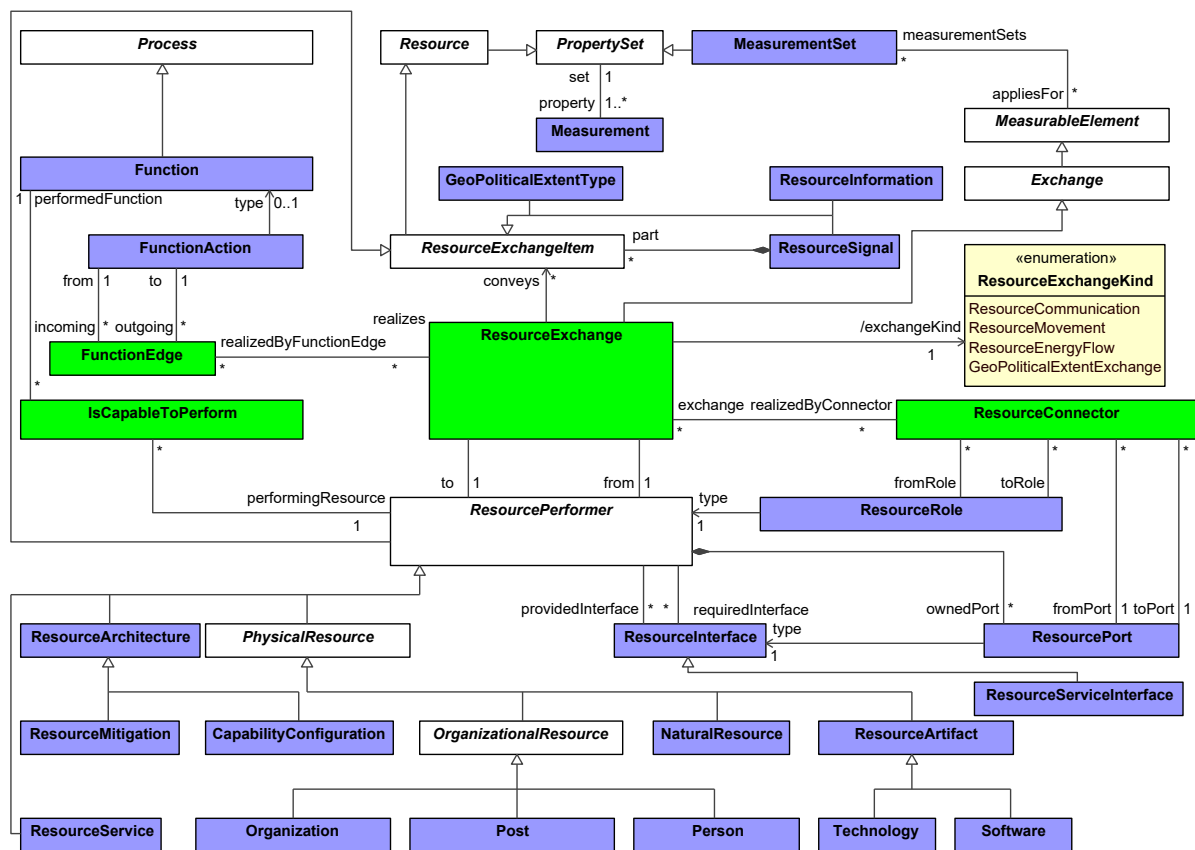 Process
Resource
PropertySet
MeasurementSet
measurementSets
*
set 1
property 1..*
appliesFor *
Measurement
MeasurableElement
Function
GeoPoliticalExtentType
ResourceInformation
Exchange
1 performedFunction
type 0..1
FunctionAction
ResourceExchangeItem
part
*
ResourceSignal
«enumeration»
ResourceExchangeKind
ResourceCommunication
ResourceMovement
ResourceEnergyFlow
GeoPoliticalExtentExchange
from 1 to 1
conveys *
incoming * outgoing *
realizes
ResourceExchange
/exchangeKind
1
FunctionEdge
realizedByFunctionEdge
* *
*
IsCapableToPerform
exchange realizedByConnector
* *
ResourceConnector
*
* * * *
to 1
from 1
fromRole toRole
performingResource
1
ResourcePerformer
type
1
ResourceRole
providedInterface * * requiredInterface
ownedPort *
fromPort 1 toPort 1
ResourceArchitecture
PhysicalResource
ResourceInterface
type
1
ResourcePort
ResourceServiceInterface
ResourceMitigation
CapabilityConfiguration
OrganizationalResource
NaturalResource
ResourceArtifact
ResourceService
Organization
Post
Person
Technology
Software